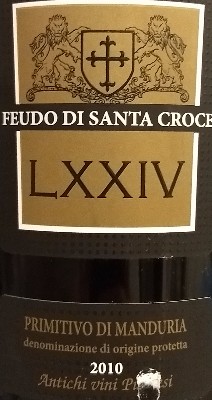 FEUDO DI SANTA CROCE
LXXIV
PRIMITIVO DI MANDURIA
denominazione di origine protetta
2010
Antichi vini